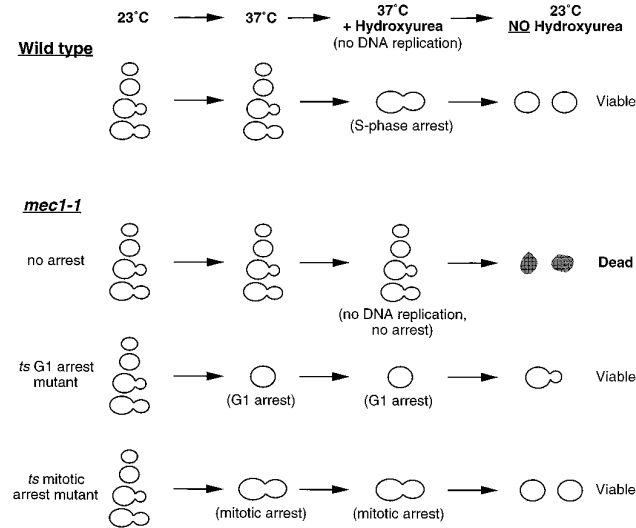 23°C 37°C 37°C 23°C
+ Hydroxyurea NO Hydroxyurea
(no DNA replication)
Wild type
Viable
(S-phase arrest)
mec1-1
no arrest
Dead
(no DNA replication,
no arrest)
ts G1 arrest
mutant
Viable
(G1 arrest) (G1 arrest)
ts mitotic
arrest mutant
Viable
(mitotic arrest) (mitotic arrest)